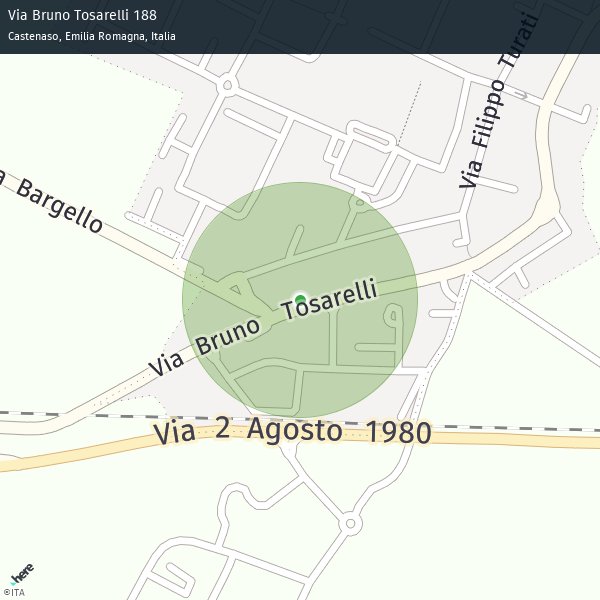 Via Bruno Tosarelli 188
Castenaso, Emilia Romagna, Italia
Via Filippo Turati
a Bargello
Via Bruno Tosarelli
Via 2 Agosto 1980
here
©ITA